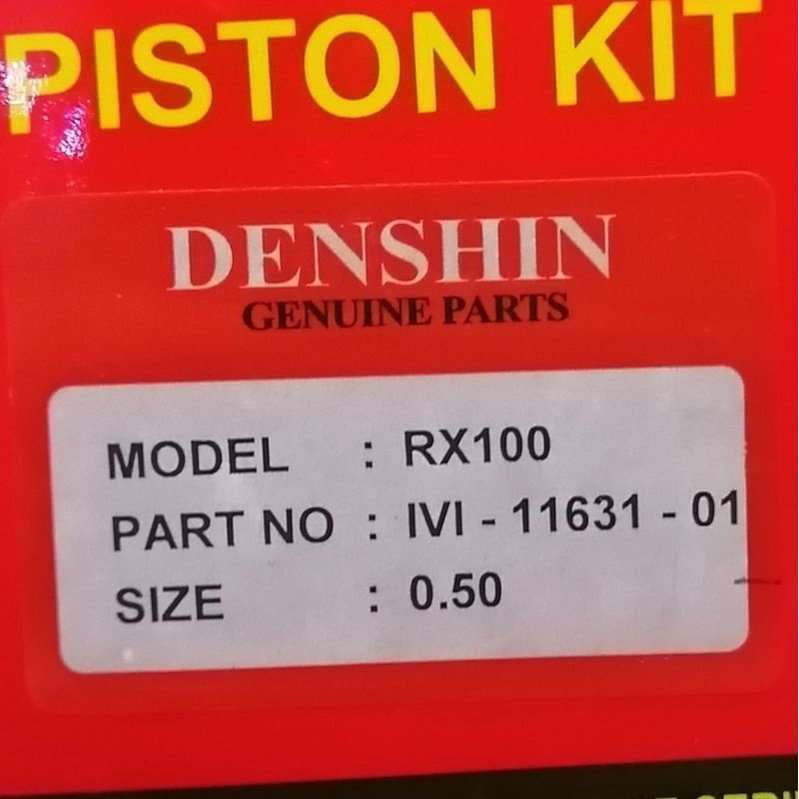 PISTON KIT
DENSHIN
GENUINE PARTS
MODEL : RX100
PART NO : IVI - 11631 - 01
SIZE : 0.50